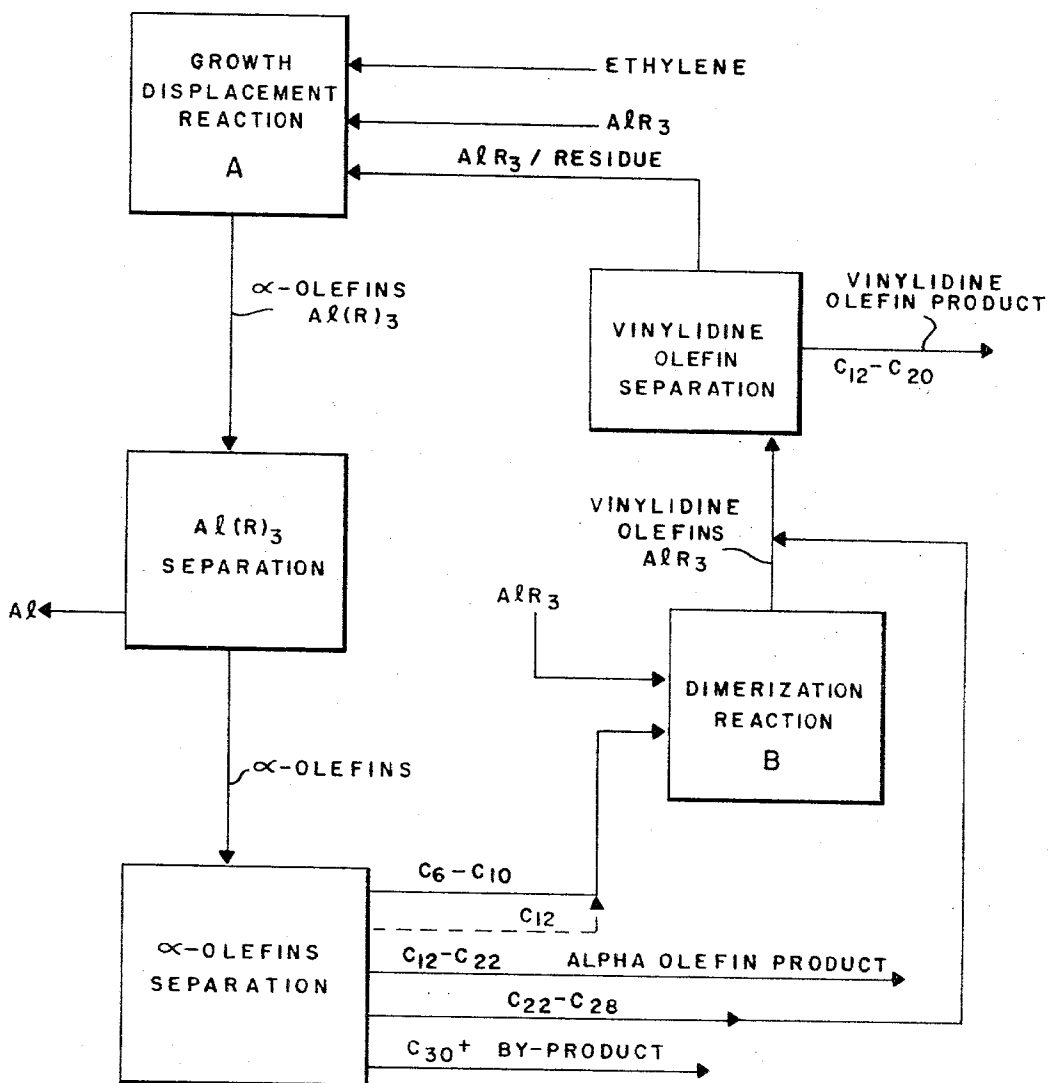 GROWTH
DISPLACEMENT
REACTION
A
ETHYLENE
AlR3
AlR3 / RESIDUE
∝-OLEFINS
Al(R)3
VINYLIDINE
OLEFIN
SEPARATION
VINYLIDINE
OLEFIN PRODUCT
C12-C20
Al(R)3
SEPARATION
Al
VINYLIDINE
OLEFINS
AlR3
AlR3
DIMERIZATION
REACTION
B
∝-OLEFINS
∝-OLEFINS
SEPARATION
C6-C10
C12
C12-C22 ALPHA OLEFIN PRODUCT
C22-C28
C30+ BY-PRODUCT